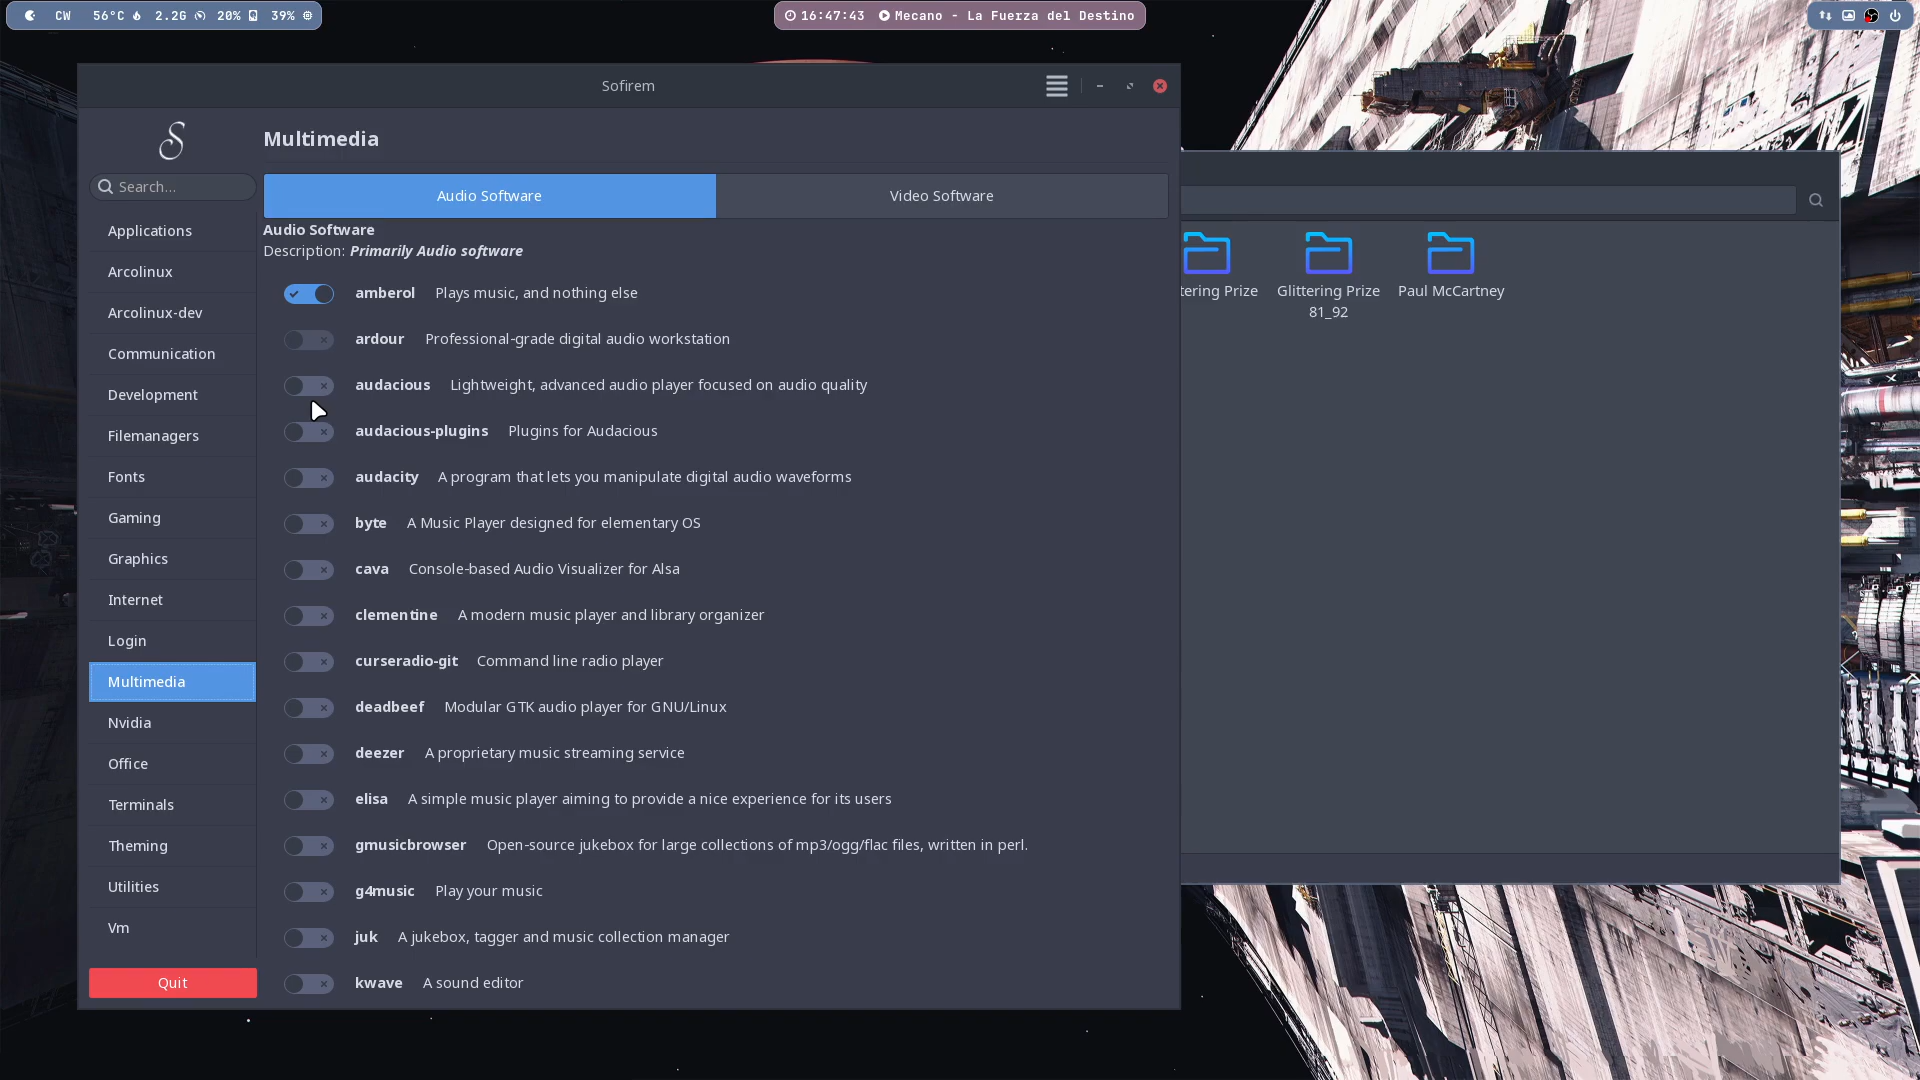 CW 56°C 2.2G 20% 39%
16:47:43 Mecano - La Fuerza del Destino
Sofirem
S
Search...
Applications
Arcolinux
Arcolinux-dev
Communication
Development
Filemanagers
Fonts
Gaming
Graphics
Internet
Login
Multimedia
Nvidia
Office
Terminals
Theming
Utilities
Vm
Quit
Multimedia
Audio Software
Video Software
Audio Software
Description: Primarily Audio software
amberol Plays music, and nothing else
ardour Professional-grade digital audio workstation
audacious Lightweight, advanced audio player focused on audio quality
audacious-plugins Plugins for Audacious
audacity A program that lets you manipulate digital audio waveforms
byte A Music Player designed for elementary OS
cava Console-based Audio Visualizer for Alsa
clementine A modern music player and library organizer
curseradio-git Command line radio player
deadbeef Modular GTK audio player for GNU/Linux
deezer A proprietary music streaming service
elisa A simple music player aiming to provide a nice experience for its users
gmusicbrowser Open-source jukebox for large collections of mp3/ogg/flac files, written in perl.
g4music Play your music
juk A jukebox, tagger and music collection manager
kwave A sound editor
tering Prize
Glittering Prize
81_92
Paul McCartney